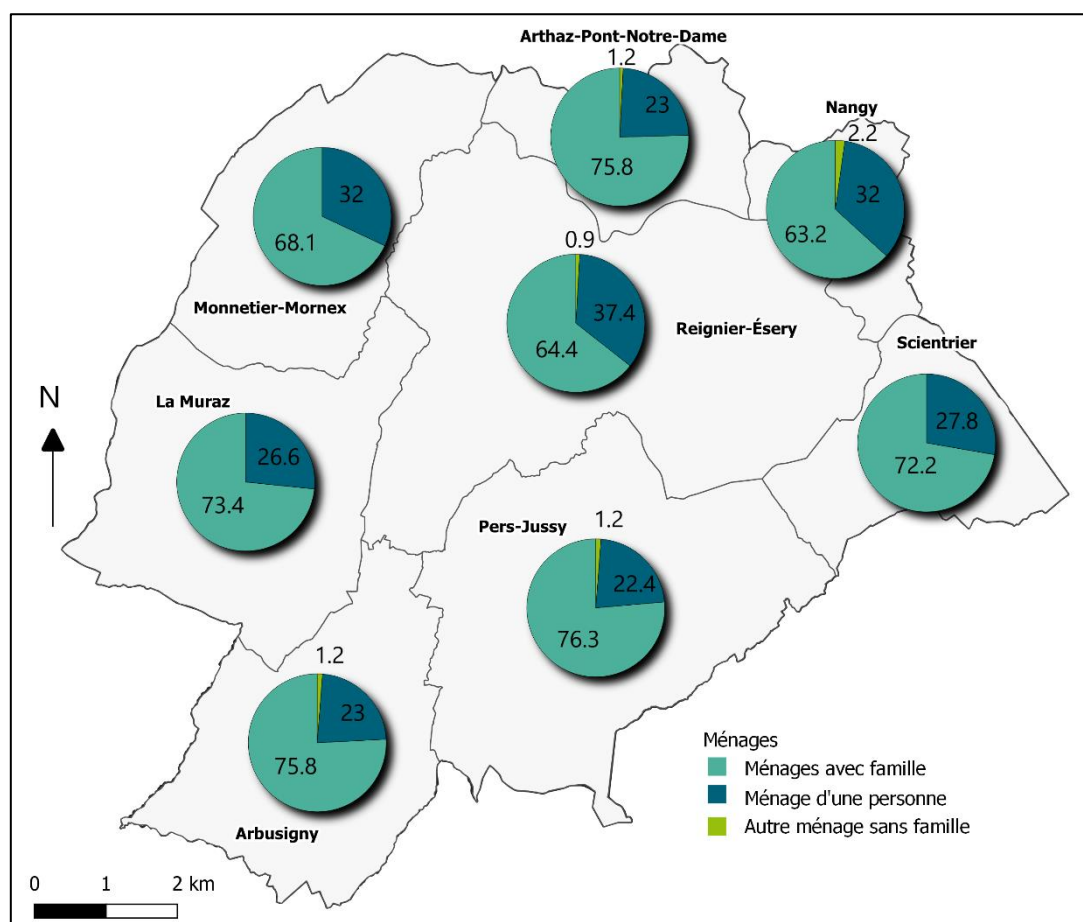 Arthaz-Pont-Notre-Dame
1.2
23
75.8
Nangy
2.2
32
63.2
32
68.1
Monnetier-Mornex
0.9
37.4
64.4
Reignier-Ésery
Scientrier
27.8
72.2
N
La Muraz
26.6
73.4
Pers-Jussy
1.2
22.4
76.3
1.2
23
75.8
Arbusigny
Ménages
Ménages avec famille
Ménage d'une personne
Autre ménage sans famille
0 1 2 km